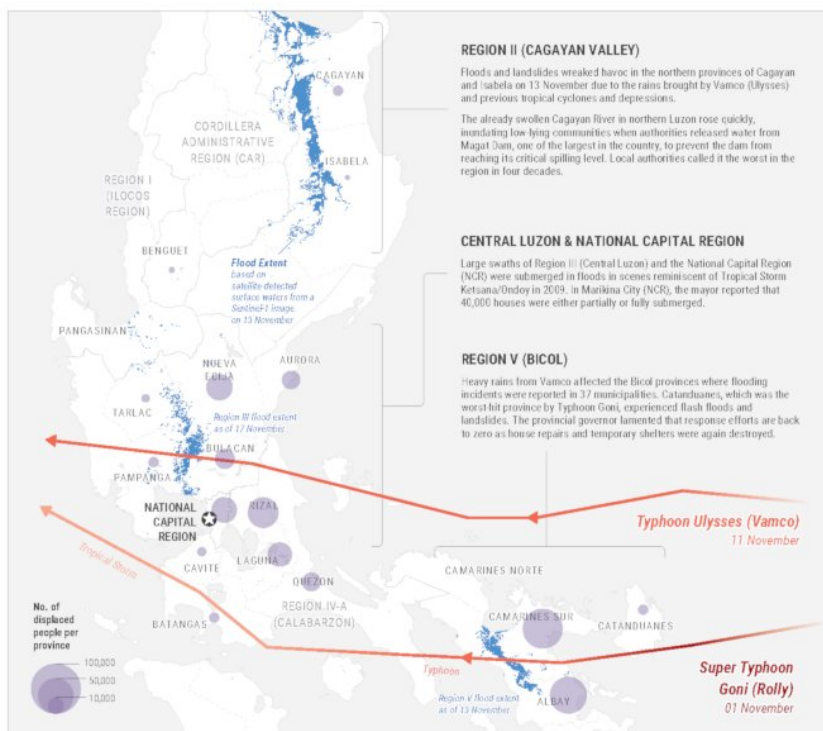 REGION II (CAGAYAN VALLEY)
Floods and landslides wreaked havoc in the northern provinces of Cagayan
and Isabela on 13 November due to the rains brought by Vamco (Ulysses)
and previous tropical cyclones and depressions.
The already swollen Cagayan River in northern Luzon rose quickly,
inundating low-lying communities when authorities released water from
Magat Dam, one of the largest in the country, to prevent the dam from
reaching its critical spilling level. Local authorities called it the worst in the
region in four decades.
CAGAYAN
CORDILLERA
ADMINISTRATIVE
REGION (CAR)
ISABELA
REGION I
(ILOCOS
REGION)
BENGUET
Flood Extent
based on
satellite-detected
surface waters from a
Sentinel-1 image
on 13 November
CENTRAL LUZON & NATIONAL CAPITAL REGION
Large swaths of Region III (Central Luzon) and the National Capital Region
(NCR) were submerged in floods in scenes reminiscent of Tropical Storm
Ketsana/Ondoy in 2009. In Marikina City (NCR), the mayor reported that
40,000 houses were either partially or fully submerged.
PANGASINAN
NUEVA
ECIJA
AURORA
TARLAC
Region III flood extent
as of 17 November
BULACAN
PAMPANGA
REGION V (BICOL)
Heavy rains from Vamco affected the Bicol provinces where flooding
incidents were reported in 37 municipalities. Catanduanes, which was the
worst-hit province by Typhoon Goni, experienced flash floods and
landslides. The provincial governor lamented that response efforts are back
to zero as house repairs and temporary shelters were again destroyed.
NATIONAL
CAPITAL
REGION
RIZAL
Typhoon Ulysses (Vamco)
11 November
Tropical Storm
CAVITE
LAGUNA
QUEZON
CAMARINES NORTE
REGION IV-A
(CALABARZON)
BATANGAS
CAMARINES SUR
CATANDUANES
No. of
displaced
people per
province
100,000
50,000
10,000
Typhoon
Region V flood extent
as of 13 November
ALBAY
Super Typhoon
Goni (Rolly)
01 November